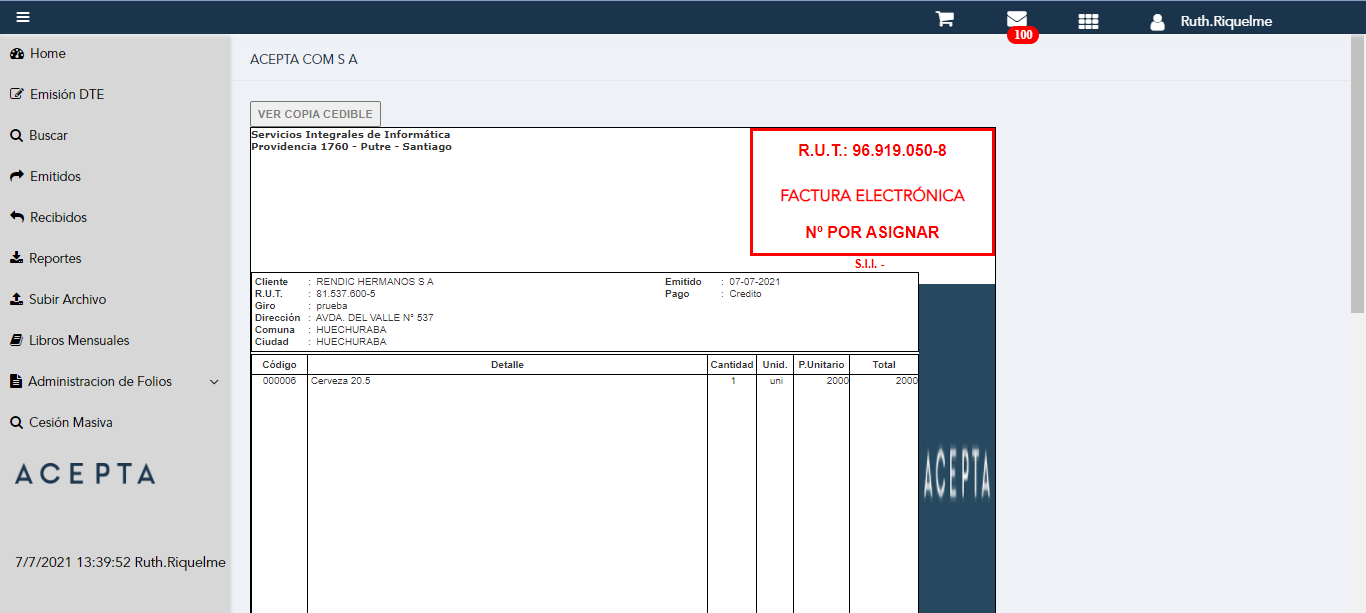 Ruth.Riquelme
100
Home
Emisión DTE
Buscar
Emitidos
Recibidos
Reportes
Subir Archivo
Libros Mensuales
Administracion de Folios
Cesión Masiva
ACEPTA
7/7/2021 13:39:52 Ruth.Riquelme
ACEPTA COM S A
VER COPIA CEDIBLE
Servicios Integrales de Informática
Providencia 1760 - Putre - Santiago
R.U.T.: 96.919.050-8
FACTURA ELECTRÓNICA
Nº POR ASIGNAR
S.I.I. -
Cliente : RENDIC HERMANOS S A Emitido : 07-07-2021
R.U.T. : 81.537.600-5 Pago : Credito
Giro : prueba
Dirección : AVDA. DEL VALLE N° 537
Comuna : HUECHURABA
Ciudad : HUECHURABA
Código Detalle Cantidad Unid. P.Unitario Total
000006 Cerveza 20.5 1 uni 2000 2000
ACEPTA